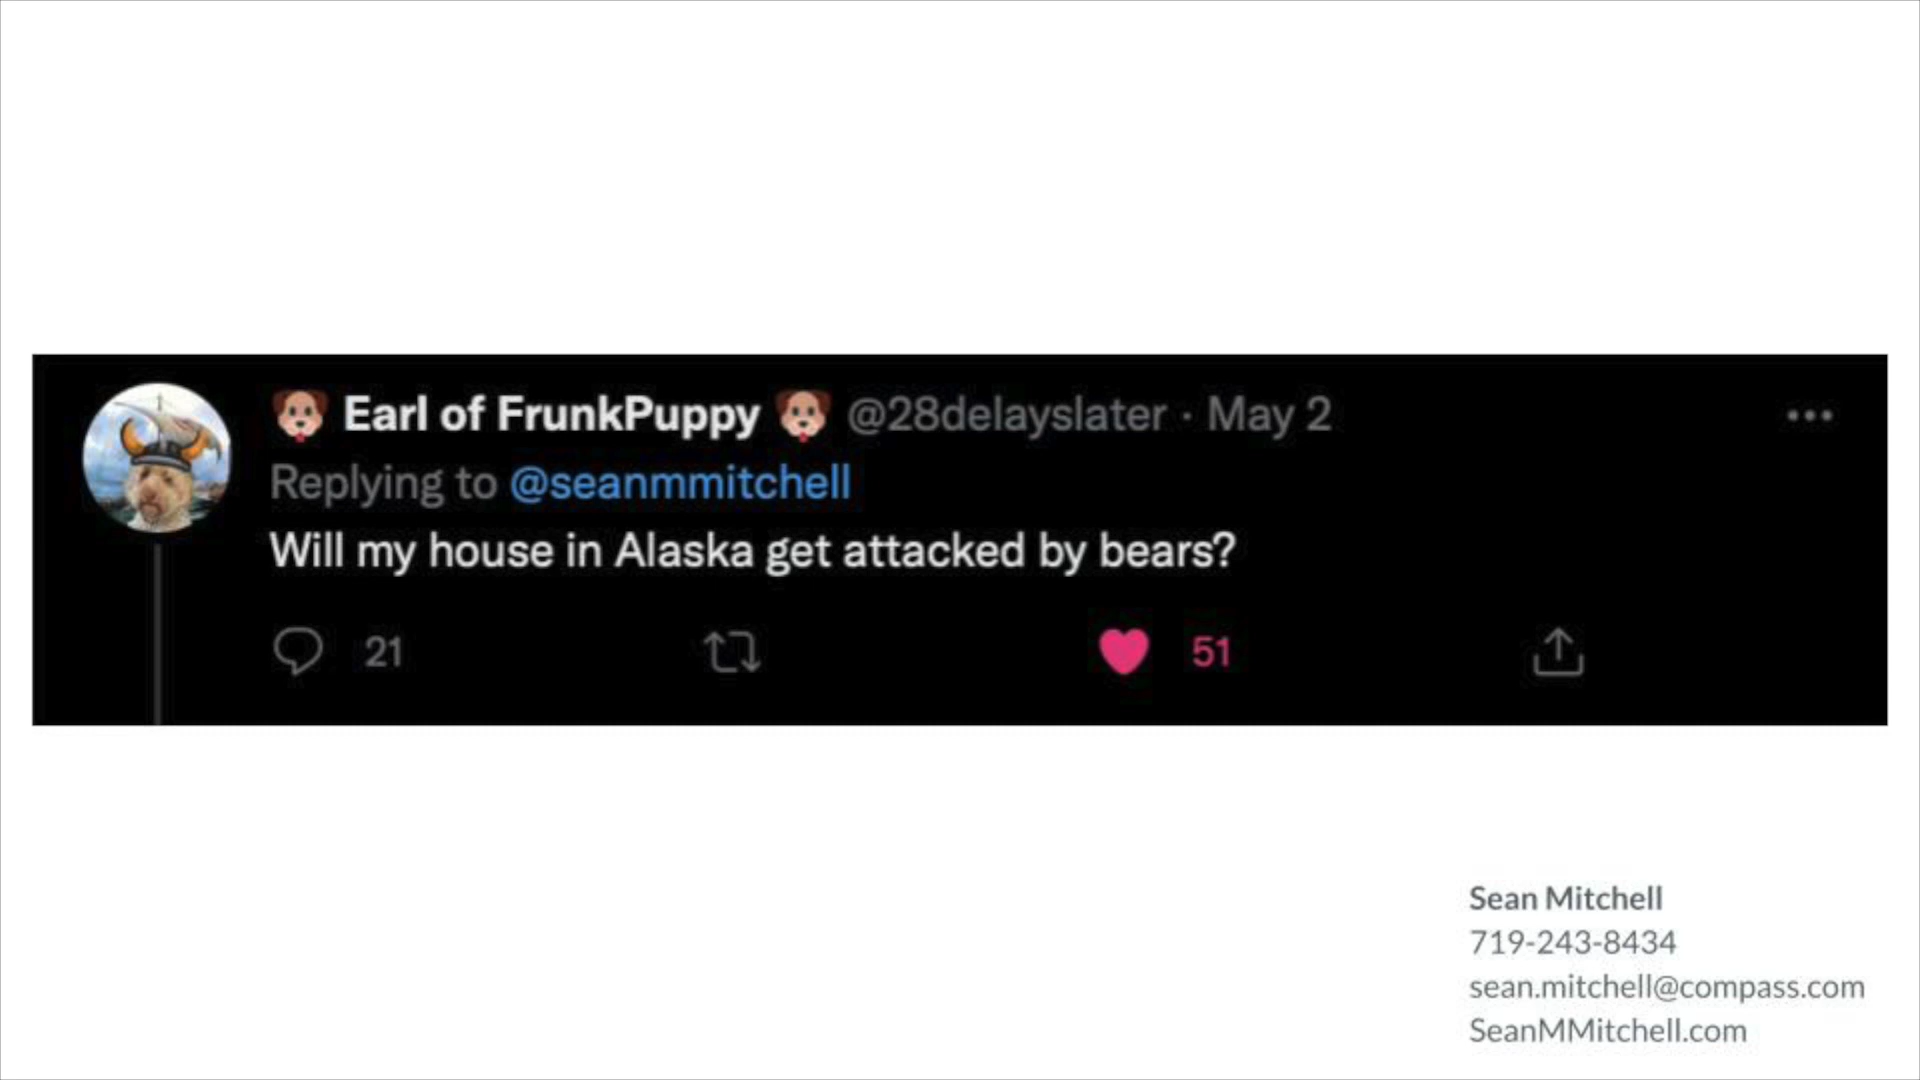 🐶 Earl of FrunkPuppy 🐶 @28delayslater · May 2
Replying to @seanmmitchell
Will my house in Alaska get attacked by bears?
21 51
Sean Mitchell
719-243-8434
sean.mitchell@compass.com
SeanMMitchell.com